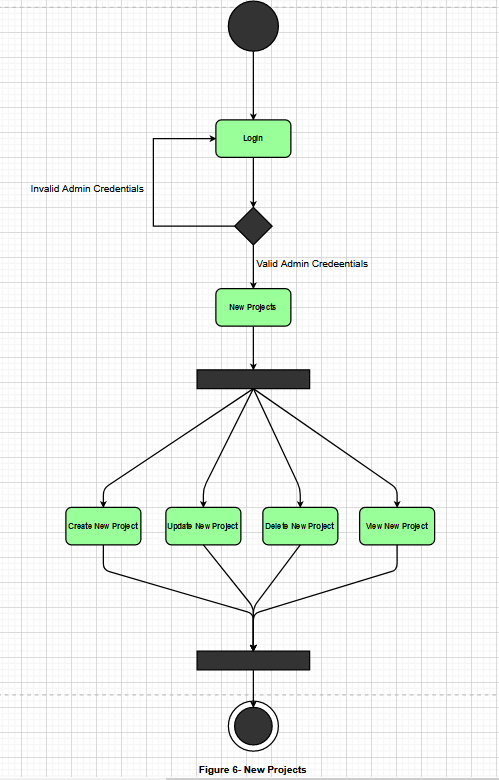 Login
Invalid Admin Credentials
Valid Admin Credeentials
New Projects
Create New Project
Update New Project
Delete New Project
View New Project
Figure 6- New Projects